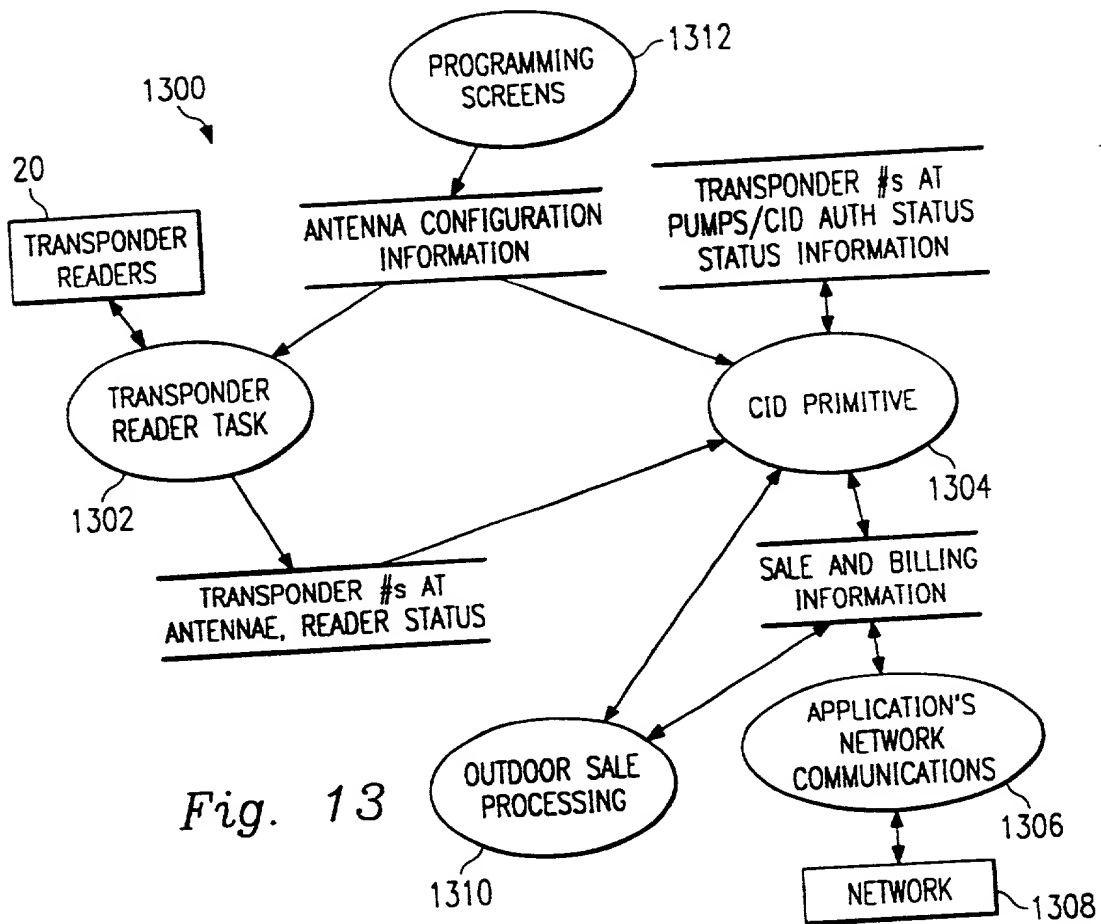 1312
PROGRAMMING
SCREENS
1300
20
TRANSPONDER
READERS
ANTENNA CONFIGURATION
INFORMATION
TRANSPONDER #s AT
PUMPS/CID AUTH STATUS
STATUS INFORMATION
TRANSPONDER
READER TASK
1302
CID PRIMITIVE
1304
TRANSPONDER #s AT
ANTENNAE, READER STATUS
SALE AND BILLING
INFORMATION
OUTDOOR SALE
PROCESSING
1310
APPLICATION'S
NETWORK
COMMUNICATIONS
1306
Fig. 13
NETWORK
1308